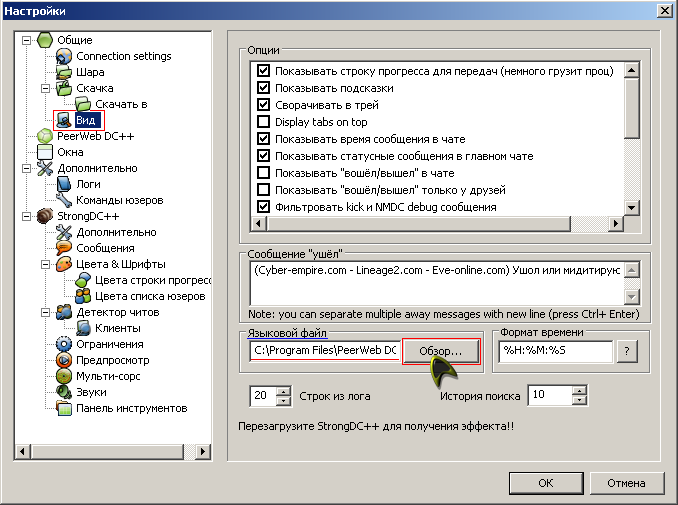 Настройки
Общие
Connection settings
Шара
Скачка
Скачать в
Вид
PeerWeb DC++
Окна
Дополнительно
Логи
Команды юзеров
StrongDC++
Дополнительно
Сообщения
Цвета & Шрифты
Цвета строки прогрес
Цвета списка юзеров
Детектор читов
Клиенты
Ограничения
Предпросмотр
Мульти-сорс
Звуки
Панель инструментов
Опции
Показывать строку прогресса для передач (немного грузит проц)
Показывать подсказки
Сворачивать в трей
Display tabs on top
Показывать время сообщения в чате
Показывать статусные сообщения в главном чате
Показывать "вошёл/вышел" в чате
Показывать "вошёл/вышел" только у друзей
Фильтровать kick и NMDC debug сообщения
Сообщение "ушёл"
(Cyber-empire.com - Lineage2.com - Eve-online.com) Ушол или мидитирую
Note: you can separate multiple away messages with new line (press Ctrl+ Enter)
Языковой файл
C:\Program Files\PeerWeb DC
Обзор...
Формат времени
%H:%M:%S
?
20 Строк из лога
История поиска 10
Перезагрузите StrongDC++ для получения эффекта!!
OK
Отмена